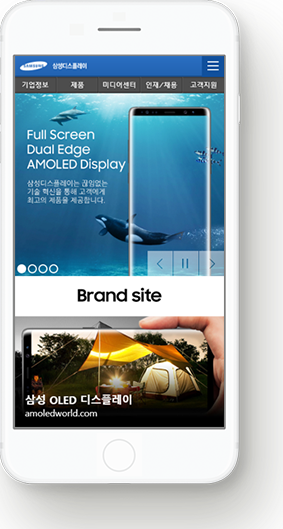 SAMSUNG 삼성디스플레이
기업정보 제품 미디어센터 인재/채용 고객지원
Full Screen
Dual Edge
AMOLED Display
삼성디스플레이는 끊임없는
기술 혁신을 통해 고객에게
최고의 제품을 제공합니다.
Brand site
삼성 OLED 디스플레이
amoledworld.com